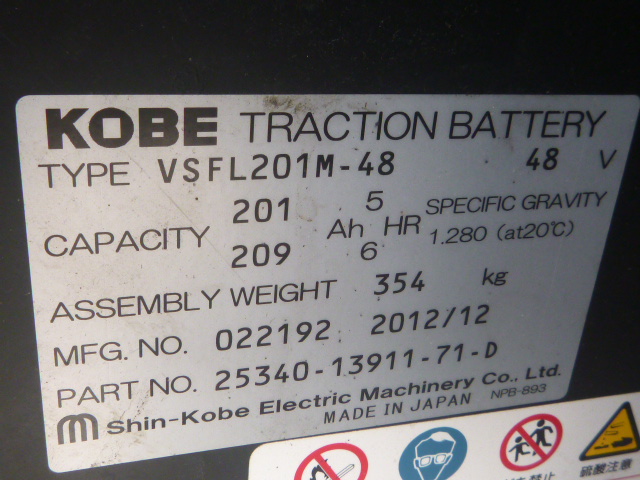 KOBE TRACTION BATTERY
TYPE VSFL201M-48 48 V
CAPACITY 201 Ah 5 HR SPECIFIC GRAVITY
209 6 1.280 (at20℃)
ASSEMBLY WEIGHT 354 kg
MFG. NO. 022192 2012/12
PART NO. 25340-13911-71-D
Shin-Kobe Electric Machinery Co., Ltd.
MADE IN JAPAN NPB-893
硫酸注意